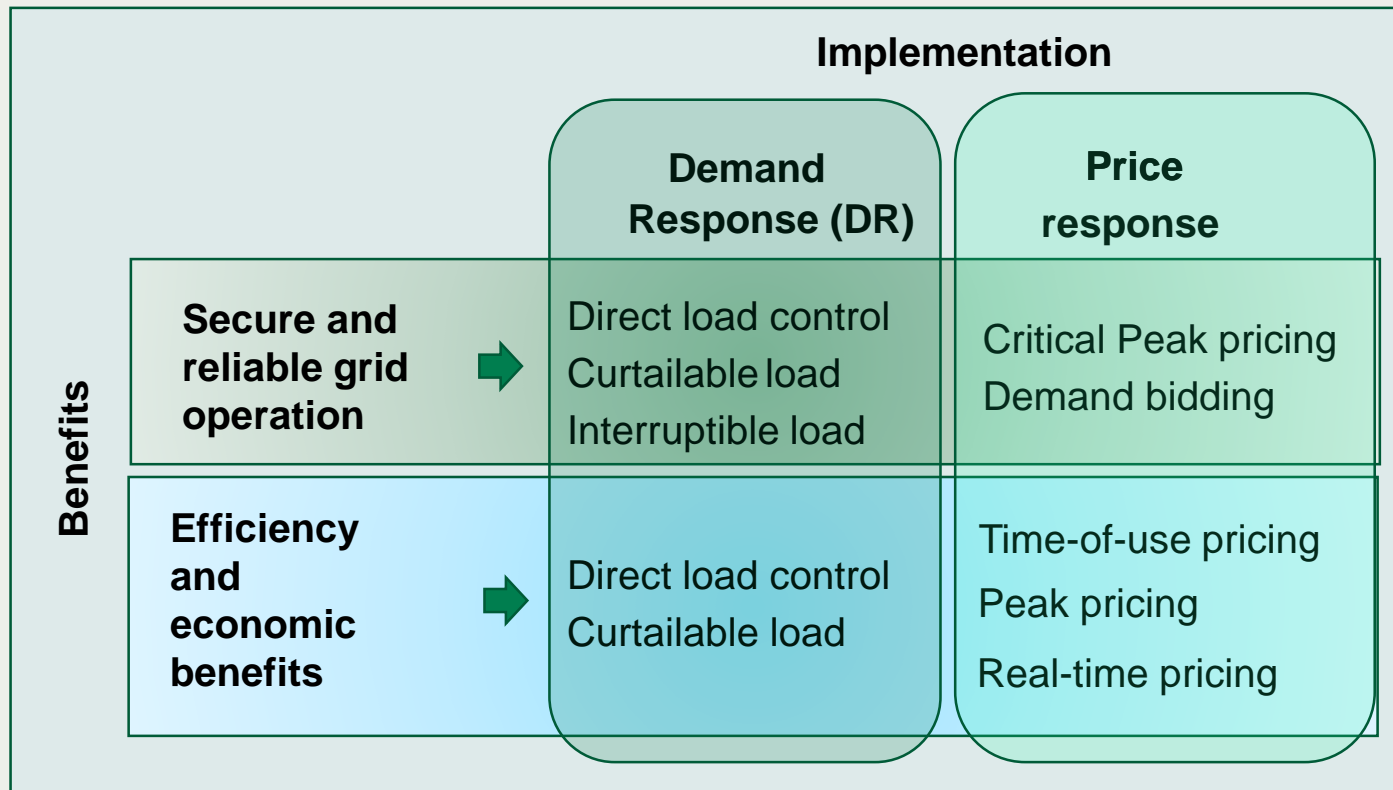 Implementation
Demand
Response (DR)
Price
response
Benefits
Secure and
reliable grid
operation
Direct load control
Curtailable load
Interruptible load
Critical Peak pricing
Demand bidding
Efficiency
and
economic
benefits
Direct load control
Curtailable load
Time-of-use pricing
Peak pricing
Real-time pricing